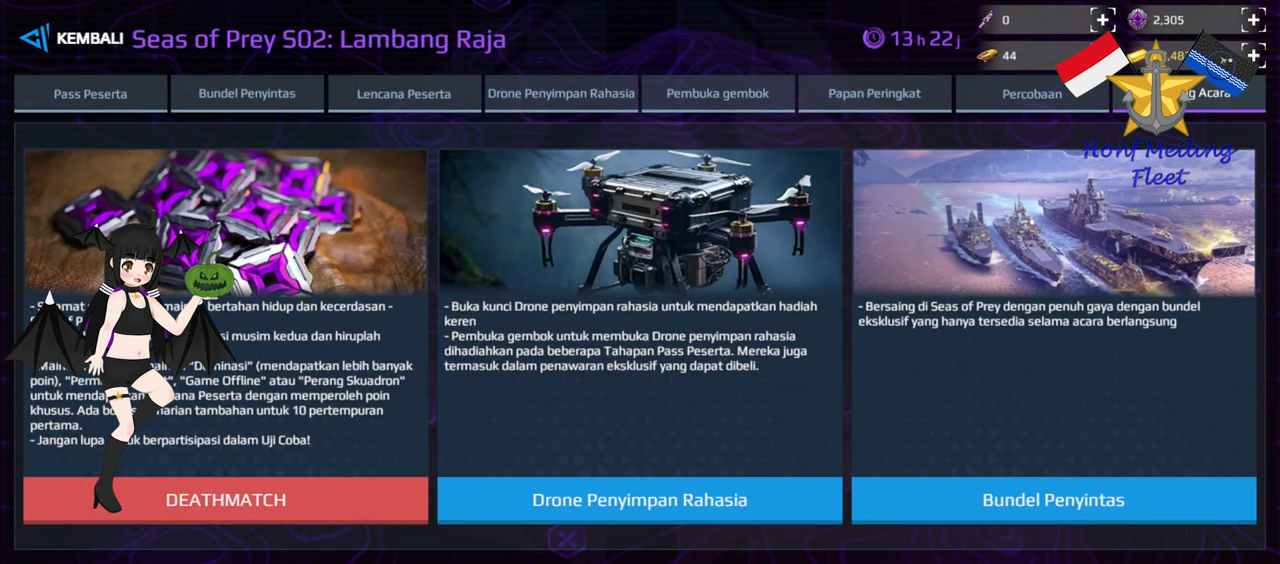 KEMBALI
Seas of Prey S02: Lambang Raja
13 h 22 j
0
2,305
44
Pass Peserta
Bundel Penyintas
Lencana Peserta
Drone Penyimpan Rahasia
Pembuka gembok
Papan Peringkat
Percobaan
Acara
Honf Meiling
Fleet
bertahan hidup dan kecerdasan -
musim kedua dan hiruplah
(mendapatkan lebih banyak
poin), "Game Offline" atau "Perang Skuadron"
untuk Peserta dengan memperoleh poin
khusus. Ada harian tambahan untuk 10 pertempuran
pertama.
- Jangan lupa berpartisipasi dalam Uji Coba!
DEATHMATCH
- Buka kunci Drone penyimpan rahasia untuk mendapatkan hadiah
keren
- Pembuka gembok untuk membuka Drone penyimpan rahasia
dihadiahkan pada beberapa Tahapan Pass Peserta. Mereka juga
termasuk dalam penawaran eksklusif yang dapat dibeli.
Drone Penyimpan Rahasia
- Bersaing di Seas of Prey dengan penuh gaya dengan bundel
eksklusif yang hanya tersedia selama acara berlangsung
Bundel Penyintas